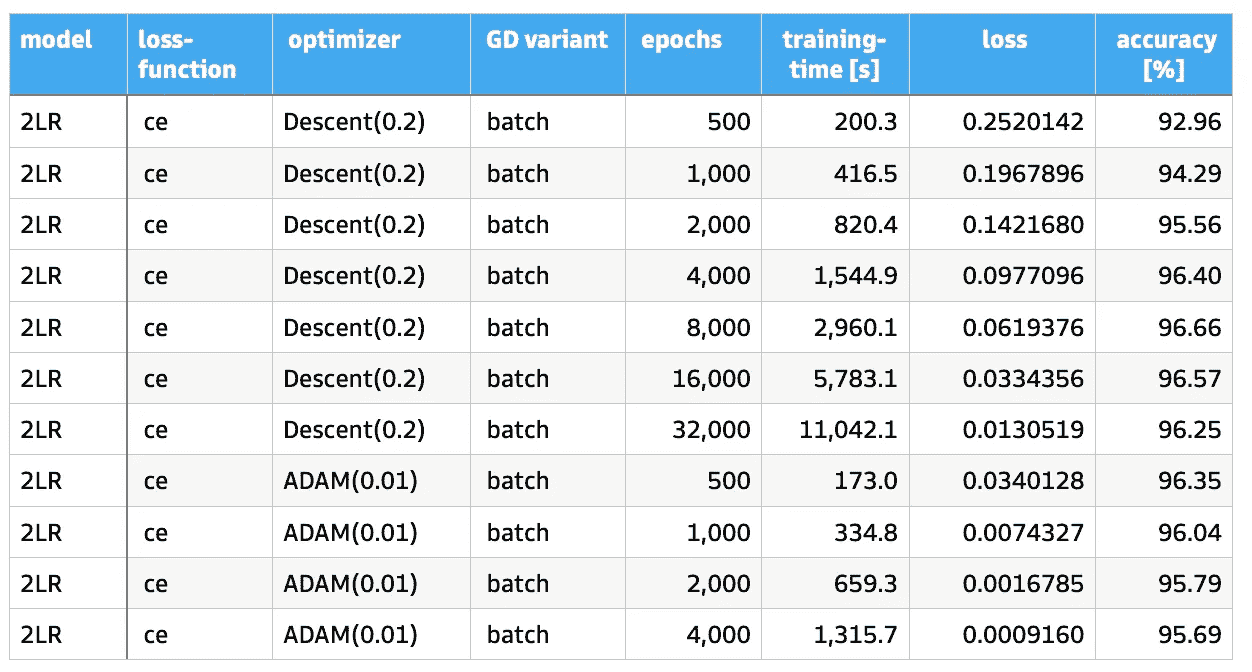 model loss-function optimizer GD variant epochs training-time [s] loss accuracy [%]
2LR ce Descent(0.2) batch 500 200.3 0.2520142 92.96
2LR ce Descent(0.2) batch 1,000 416.5 0.1967896 94.29
2LR ce Descent(0.2) batch 2,000 820.4 0.1421680 95.56
2LR ce Descent(0.2) batch 4,000 1,544.9 0.0977096 96.40
2LR ce Descent(0.2) batch 8,000 2,960.1 0.0619376 96.66
2LR ce Descent(0.2) batch 16,000 5,783.1 0.0334356 96.57
2LR ce Descent(0.2) batch 32,000 11,042.1 0.0130519 96.25
2LR ce ADAM(0.01) batch 500 173.0 0.0340128 96.35
2LR ce ADAM(0.01) batch 1,000 334.8 0.0074327 96.04
2LR ce ADAM(0.01) batch 2,000 659.3 0.0016785 95.79
2LR ce ADAM(0.01) batch 4,000 1,315.7 0.0009160 95.69